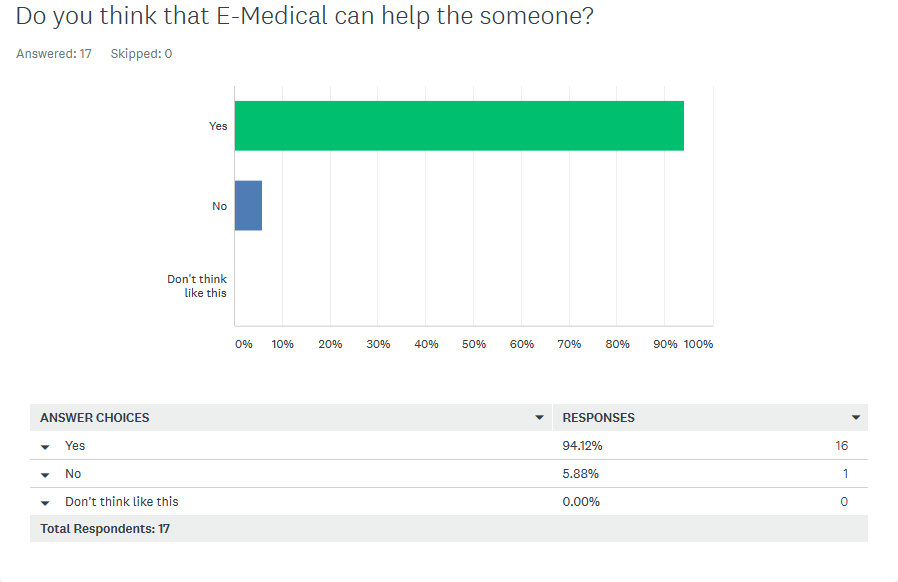 Do you think that E-Medical can help the someone?
Answered: 17 Skipped: 0
Yes
No
Don't think
like this
0% 10% 20% 30% 40% 50% 60% 70% 80% 90% 100%
ANSWER CHOICES RESPONSES
Yes 94.12% 16
No 5.88% 1
Don't think like this 0.00% 0
Total Respondents: 17